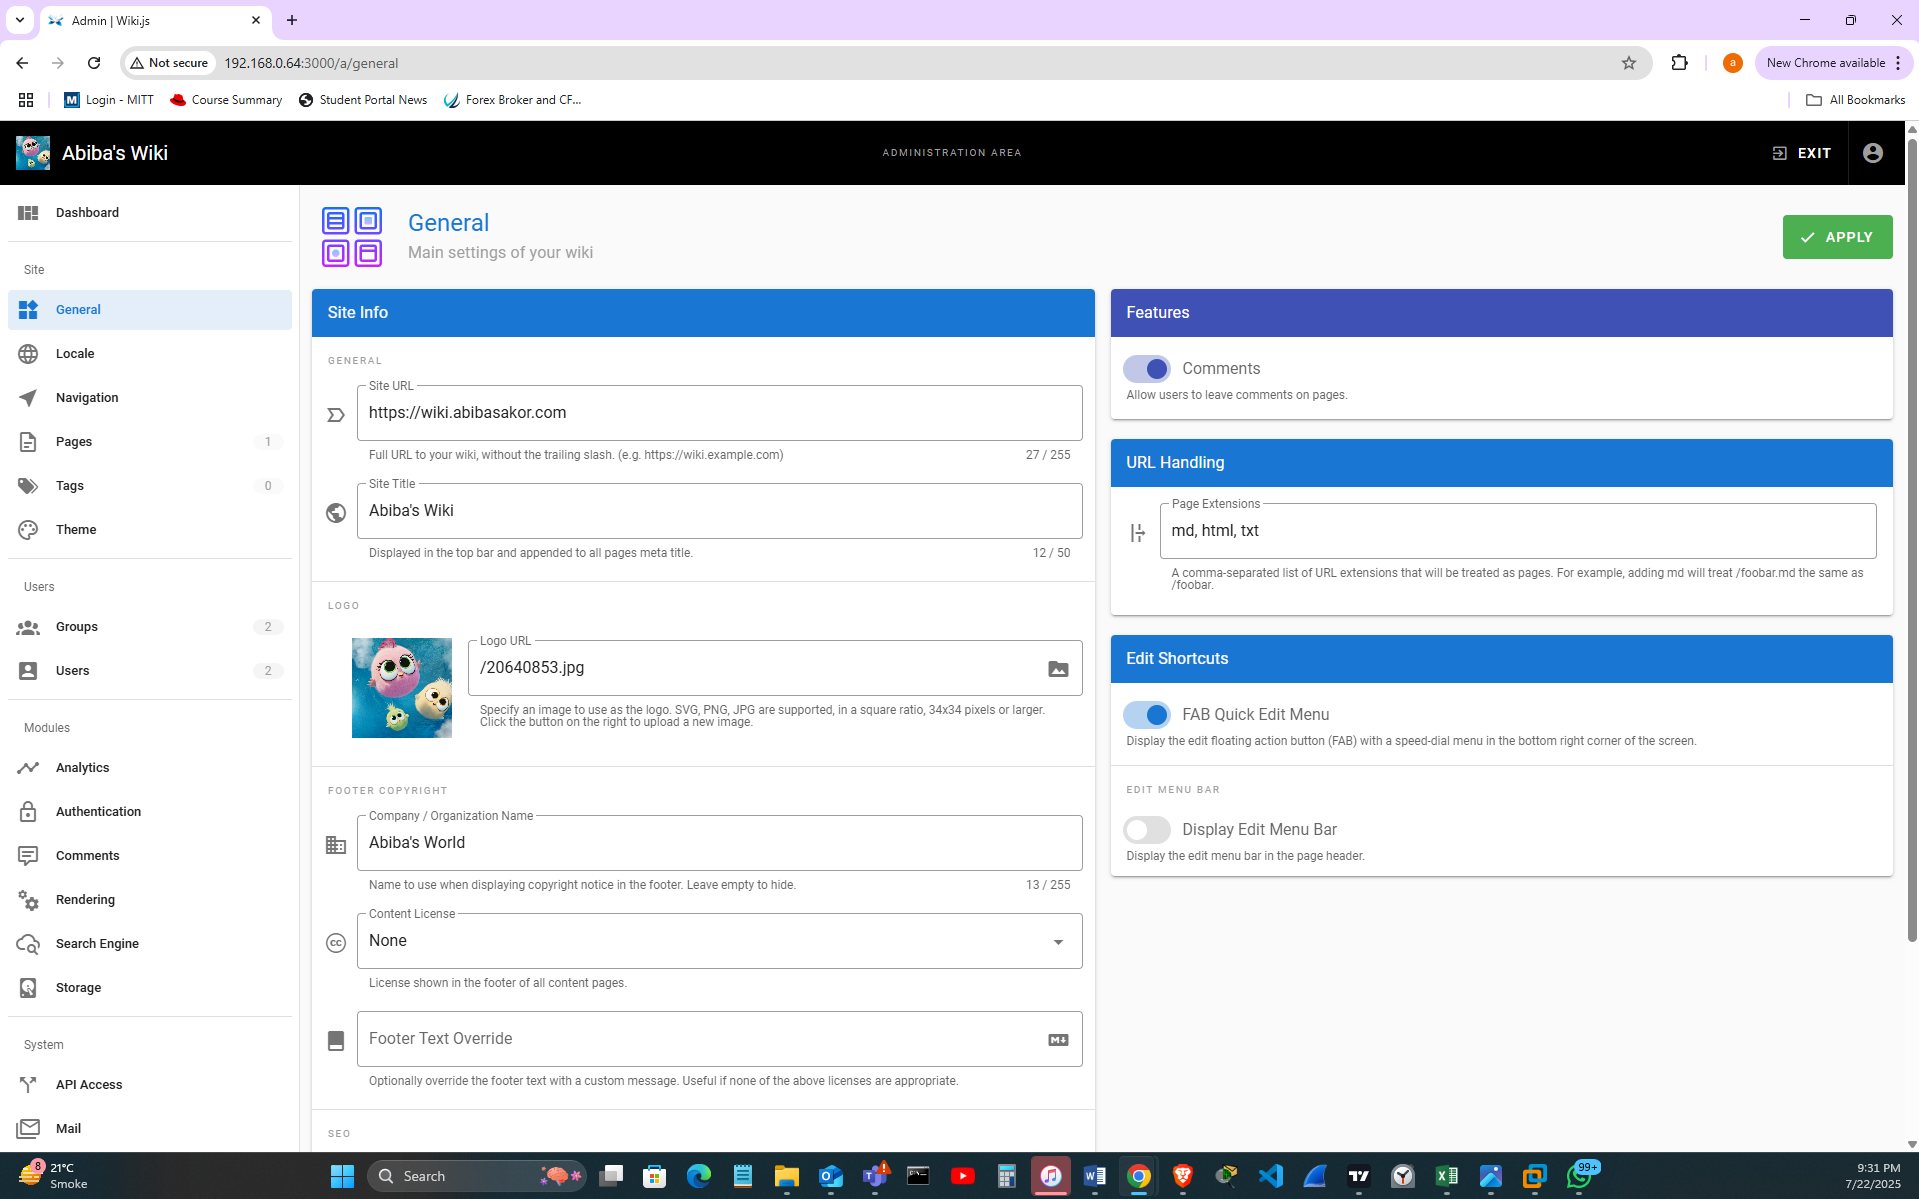 Admin | Wiki.js
Not secure
192.168.0.64:3000/a/general
a
New Chrome available
Login - MITT
Course Summary
Student Portal News
Forex Broker and CF...
All Bookmarks
Abiba's Wiki
ADMINISTRATION AREA
EXIT
Dashboard
Site
General
Locale
Navigation
Pages 1
Tags 0
Theme
Users
Groups 2
Users 2
Modules
Analytics
Authentication
Comments
Rendering
Search Engine
Storage
System
API Access
Mail
General
Main settings of your wiki
APPLY
Site Info
GENERAL
Site URL
https://wiki.abibasakor.com
Full URL to your wiki, without the trailing slash. (e.g. https://wiki.example.com) 27 / 255
Site Title
Abiba's Wiki
Displayed in the top bar and appended to all pages meta title. 12 / 50
LOGO
Logo URL
/20640853.jpg
Specify an image to use as the logo. SVG, PNG, JPG are supported, in a square ratio, 34x34 pixels or larger.
Click the button on the right to upload a new image.
FOOTER COPYRIGHT
Company / Organization Name
Abiba's World
Name to use when displaying copyright notice in the footer. Leave empty to hide. 13 / 255
Content License
CC
None
License shown in the footer of all content pages.
Footer Text Override
Optionally override the footer text with a custom message. Useful if none of the above licenses are appropriate.
SEO
Features
Comments
Allow users to leave comments on pages.
URL Handling
Page Extensions
md, html, txt
A comma-separated list of URL extensions that will be treated as pages. For example, adding md will treat /foobar.md the same as
/foobar.
Edit Shortcuts
FAB Quick Edit Menu
Display the edit floating action button (FAB) with a speed-dial menu in the bottom right corner of the screen.
EDIT MENU BAR
Display Edit Menu Bar
Display the edit menu bar in the page header.
8
21°C
Smoke
Search
99+
9:31 PM
7/22/2025